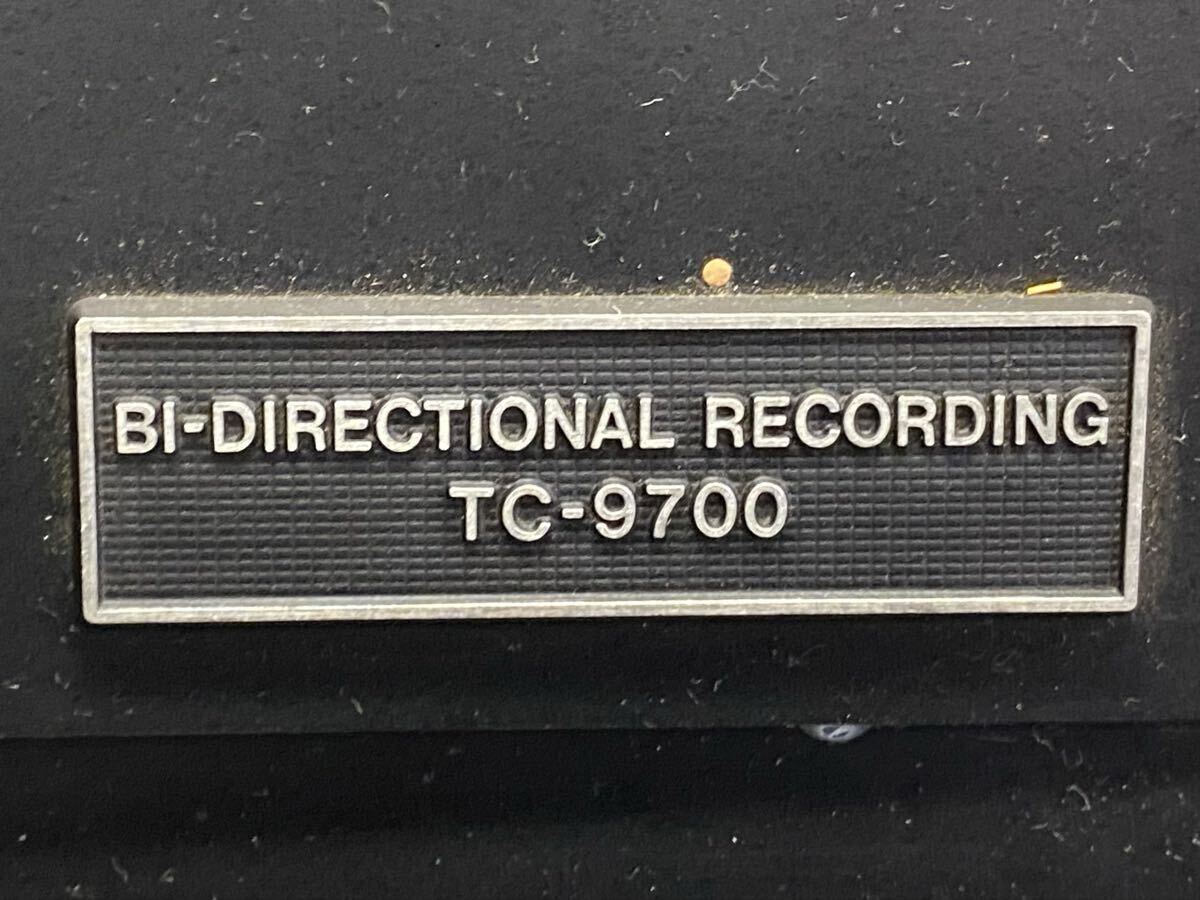 BI-DIRECTIONAL RECORDING
TC-9700